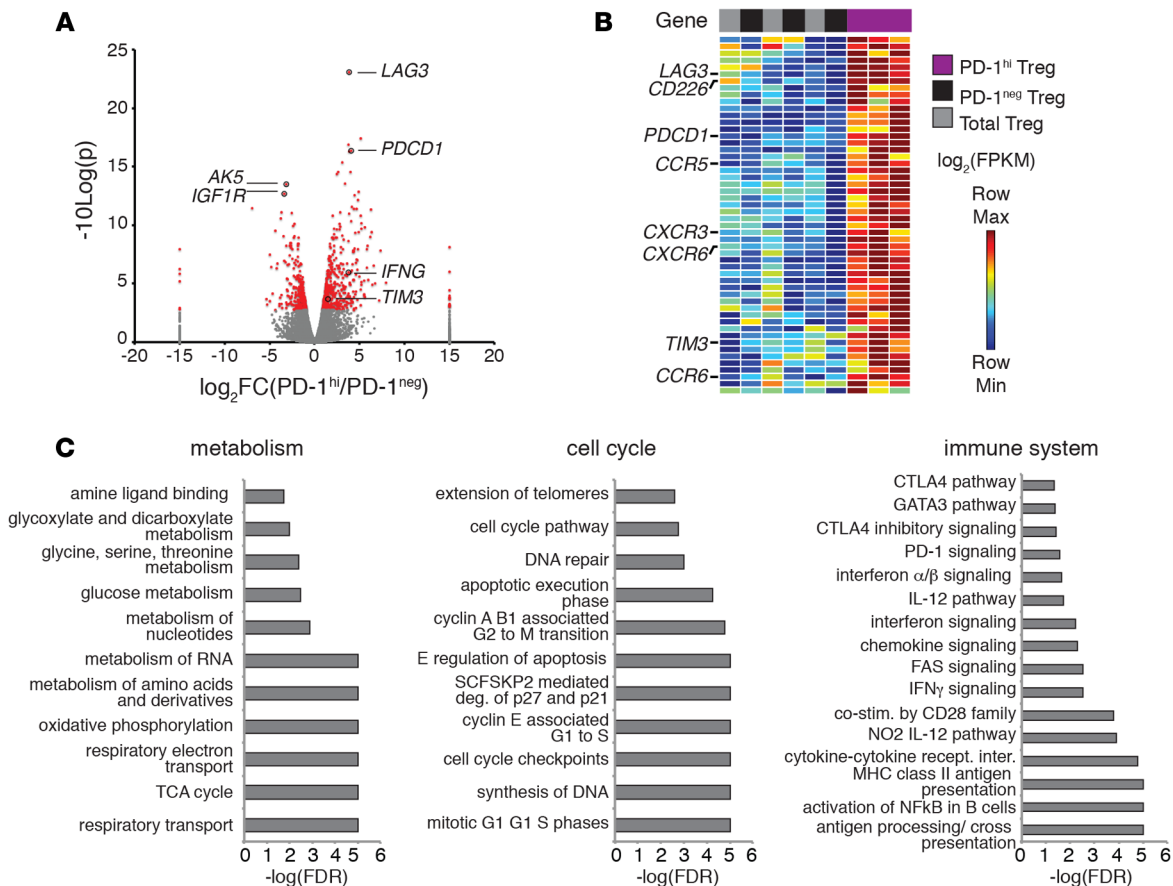 A
25
20
15
10
5
0
-10Log(p)
LAG3
PDCD1
AK5
IGF1R
IFNG
TIM3
-20
-15
-10
-5
0
5
10
15
20
log2FC(PD-1hi/PD-1neg)
B
Gene
LAG3
CD226
PDCD1
CCR5
CXCR3
CXCR6
TIM3
CCR6
PD-1hi Treg
PD-1neg Treg
Total Treg
log2(FPKM)
Row
Max
Row
Min
C
metabolism
amine ligand binding
glycoxylate and dicarboxylate
metabolism
glycine, serine, threonine
metabolism
glucose metabolism
metabolism of
nucleotides
metabolism of RNA
metabolism of amino acids
and derivatives
oxidative phosphorylation
respiratory electron
transport
TCA cycle
respiratory transport
0 -1 -2 -3 -4 -5 6
-log(FDR)
cell cycle
extension of telomeres
cell cycle pathway
DNA repair
apoptotic execution
phase
cyclin A B1 associatted
G2 to M transition
E regulation of apoptosis
SCFSKP2 mediated
deg. of p27 and p21
cyclin E associated
G1 to S
cell cycle checkpoints
synthesis of DNA
mitotic G1 G1 S phases
0 -1 -2 -3 -4 -5 6
-log(FDR)
immune system
CTLA4 pathway
GATA3 pathway
CTLA4 inhibitory signaling
PD-1 signaling
interferon α/β signaling
IL-12 pathway
interferon signaling
chemokine signaling
FAS signaling
IFNγ signaling
co-stim. by CD28 family
NO2 IL-12 pathway
cytokine-cytokine recept. inter.
MHC class II antigen
presentation
activation of NFkB in B cells
antigen processing/ cross
presentation
0 -1 -2 -3 -4 -5 6
-log(FDR)